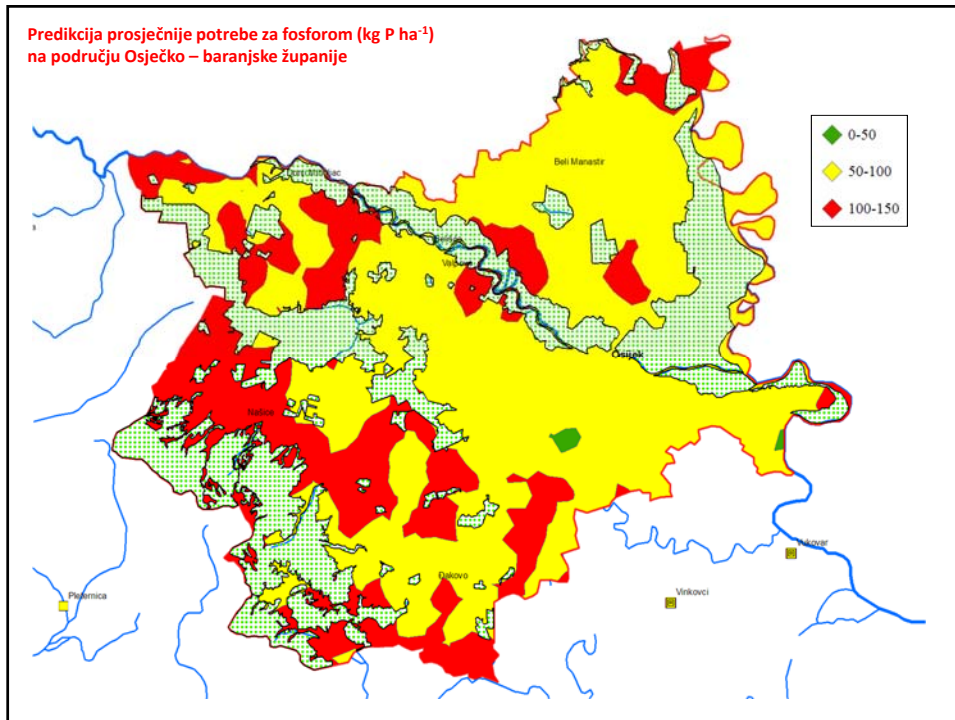 Predikcija prosječnije potrebe za fosforom (kg P ha⁻¹)
na području Osječko – baranjske županije
0-50
50-100
100-150
Beli Manastir
Osijek
Našice
Đakovo
Vukovar
Vinkovci
Pleternica